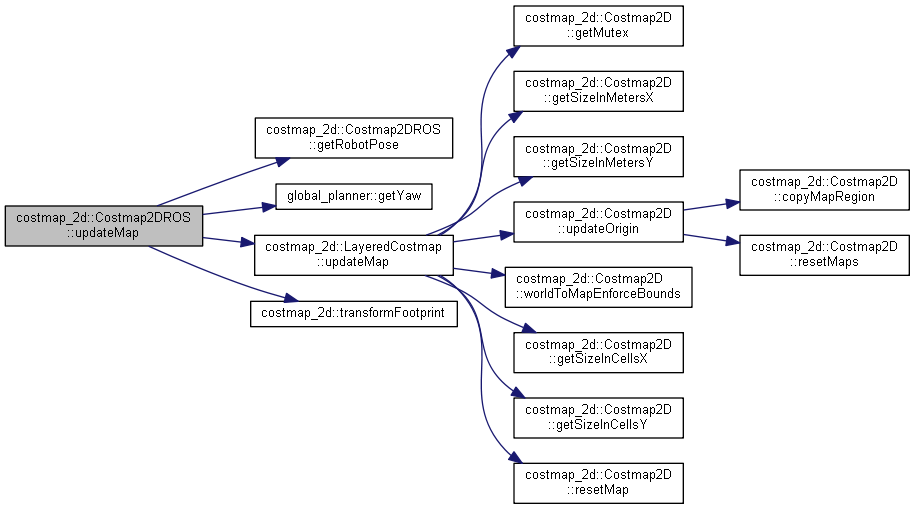 costmap_2d::Costmap2DROS
::updateMap
costmap_2d::Costmap2DROS
::getRobotPose
global_planner::getYaw
costmap_2d::LayeredCostmap
::updateMap
costmap_2d::transformFootprint
costmap_2d::Costmap2D
::getMutex
costmap_2d::Costmap2D
::getSizeInMetersX
costmap_2d::Costmap2D
::getSizeInMetersY
costmap_2d::Costmap2D
::updateOrigin
costmap_2d::Costmap2D
::worldToMapEnforceBounds
costmap_2d::Costmap2D
::getSizeInCellsX
costmap_2d::Costmap2D
::getSizeInCellsY
costmap_2d::Costmap2D
::resetMap
costmap_2d::Costmap2D
::copyMapRegion
costmap_2d::Costmap2D
::resetMaps